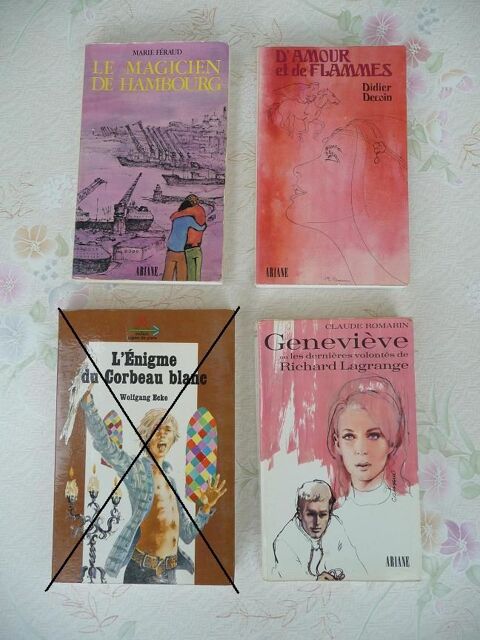 MARIE FÉRAUD
LE MAGICIEN
DE HAMBOURG
ARIANE
D'AMOUR
et de FLAMMES
Didier
Decoin
ARIANE
L'Énigme
du Corbeau blanc
Wolfgang Ecke
CLAUDE ROMARIN
Geneviève
ou les dernières volontés de
Richard Lagrange
ARIANE